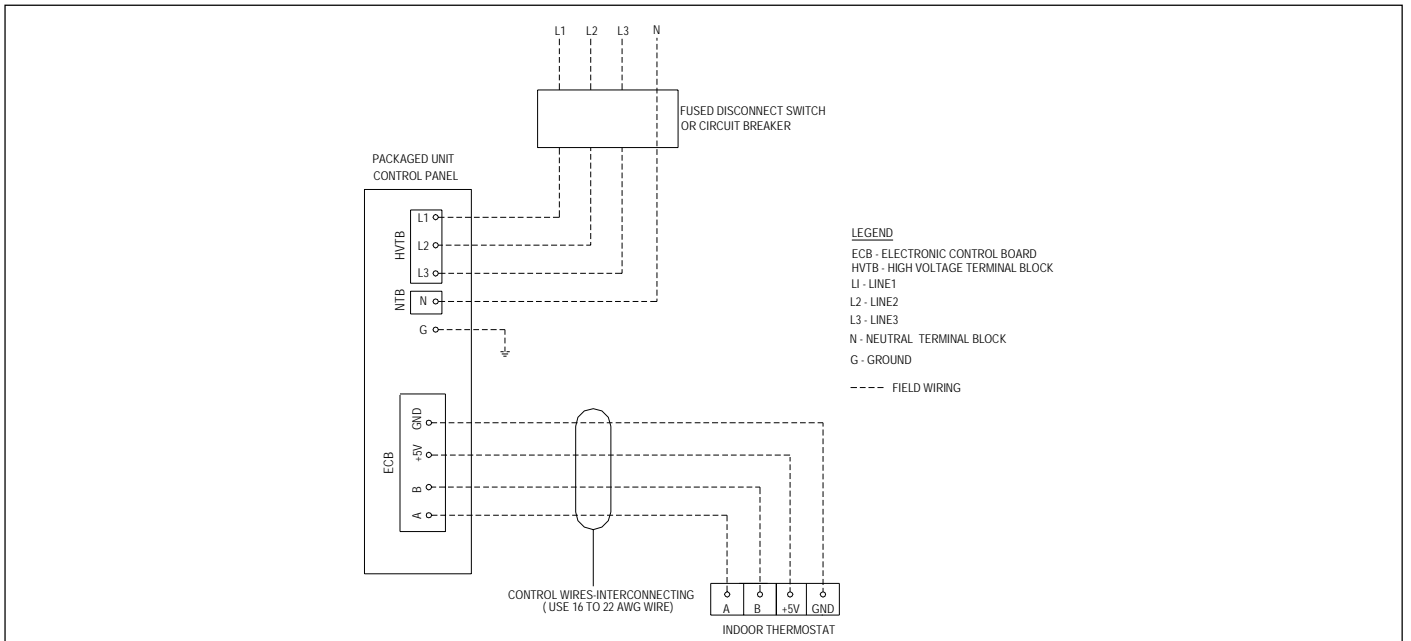 L1 L2 L3 N
FUSED DISCONNECT SWITCH
OR CIRCUIT BREAKER
PACKAGED UNIT
CONTROL PANEL
HVTB
L1
L2
L3
NTB
N
G
LEGEND
ECB - ELECTRONIC CONTROL BOARD
HVTB - HIGH VOLTAGE TERMINAL BLOCK
LI - LINE1
L2 - LINE2
L3 - LINE3
N - NEUTRAL TERMINAL BLOCK
G - GROUND
---- FIELD WIRING
ECB
GND
+5V
B
A
CONTROL WIRES-INTERCONNECTING
( USE 16 TO 22 AWG WIRE)
A B +5V GND
INDOOR THERMOSTAT